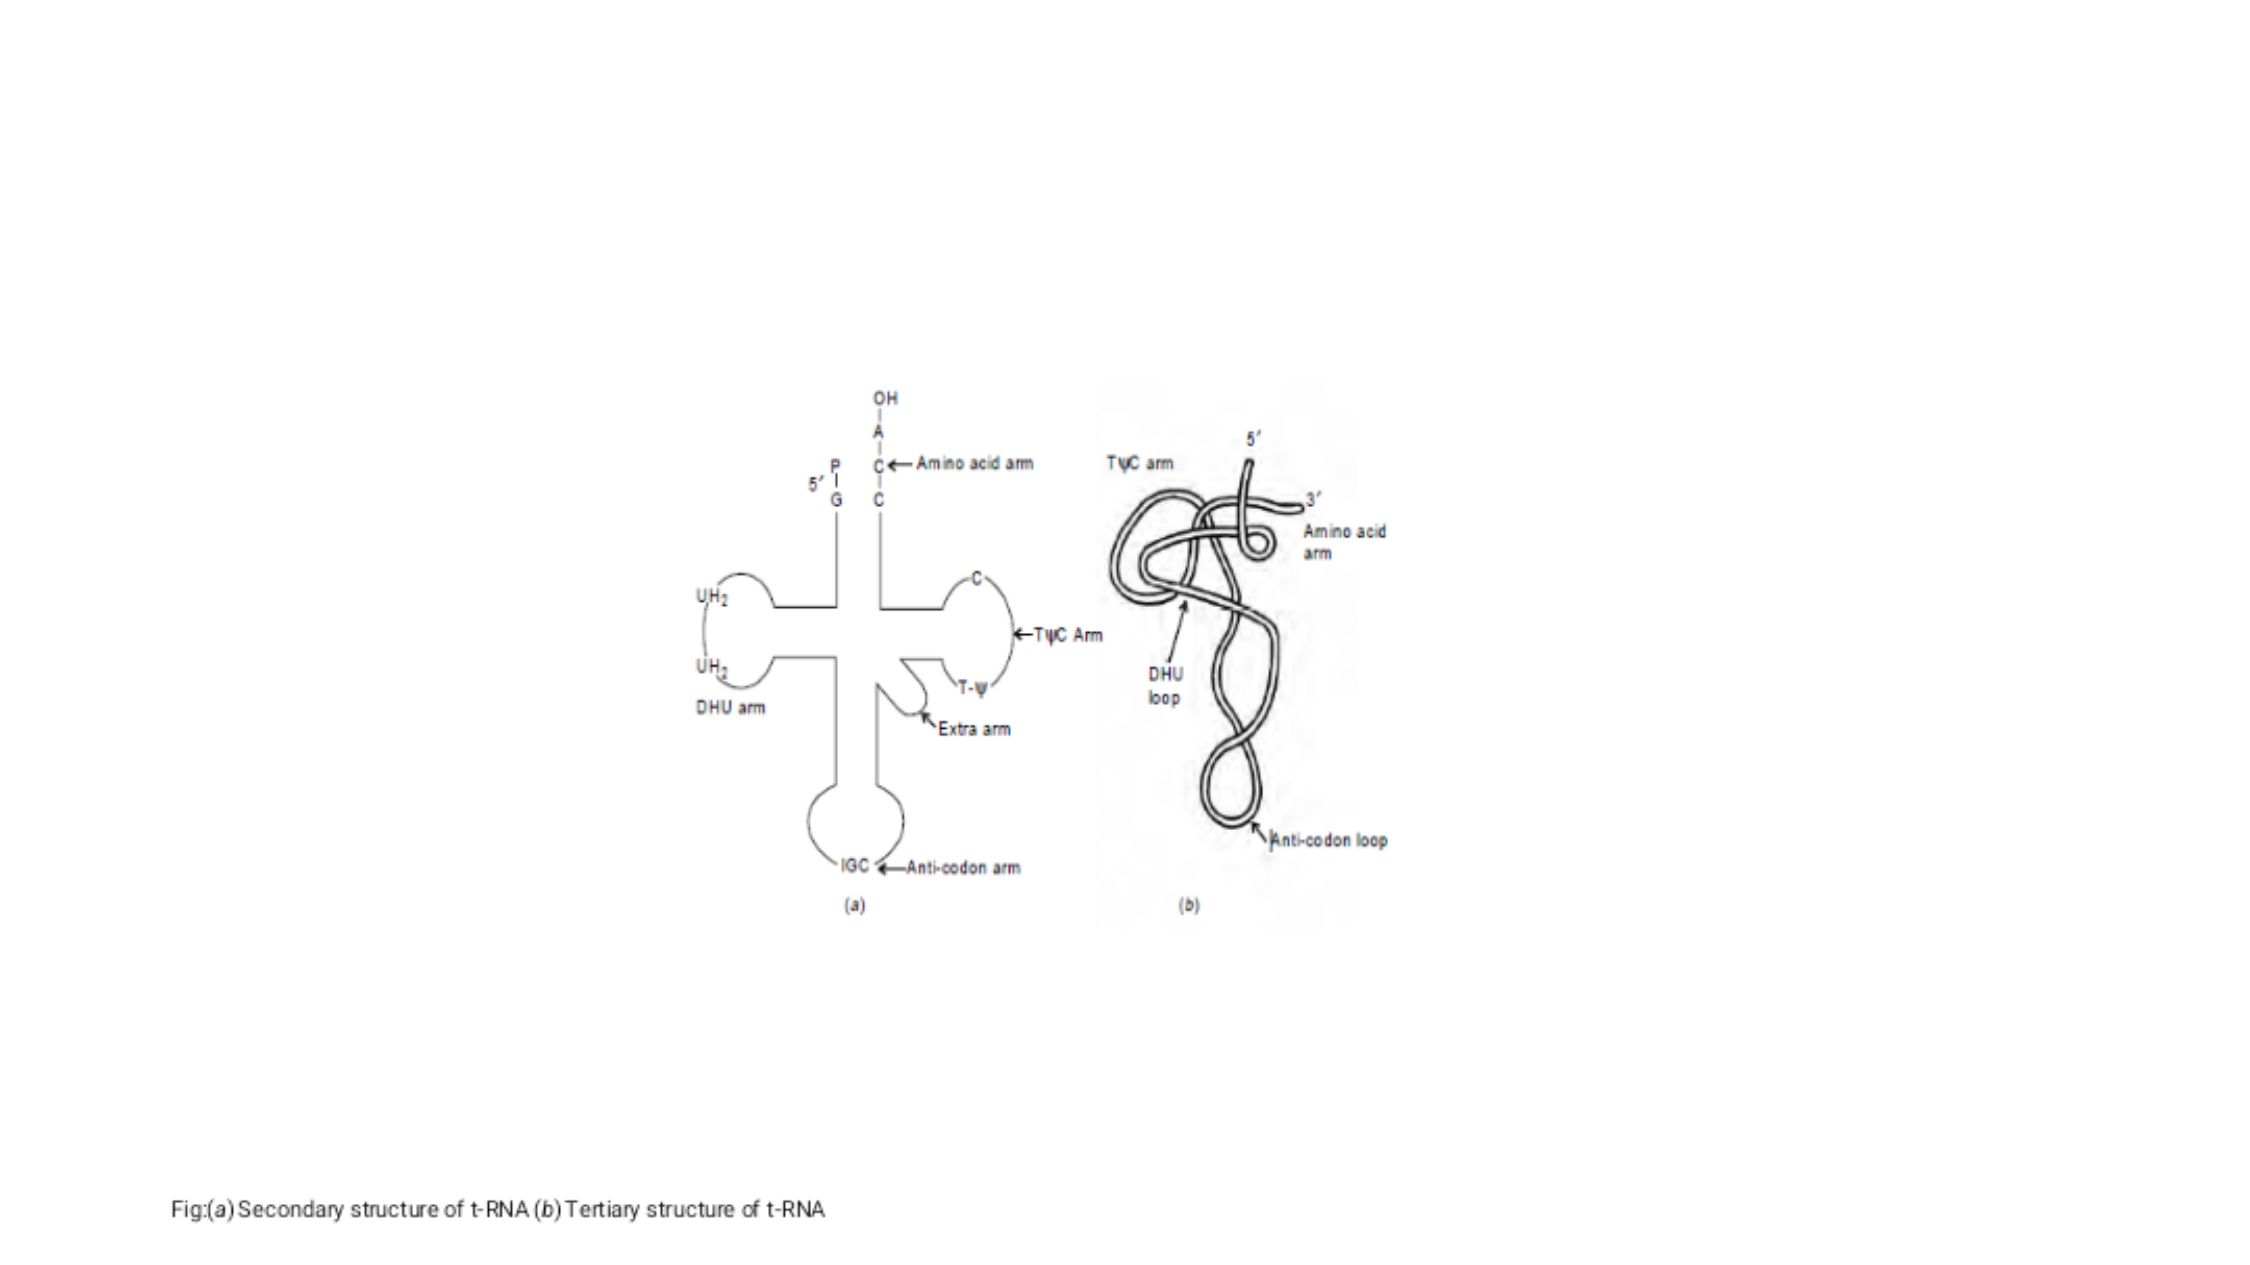 OH
A
P
C
Amino acid arm
5′
G
C
UH2
UH2
DHU arm
C
TψC Arm
T-ψ
Extra arm
IGC
Anti-codon arm
(a)
5′
TψC arm
3′
Amino acid
arm
DHU
loop
Anti-codon loop
(b)
Fig:(a) Secondary structure of t-RNA (b) Tertiary structure of t-RNA